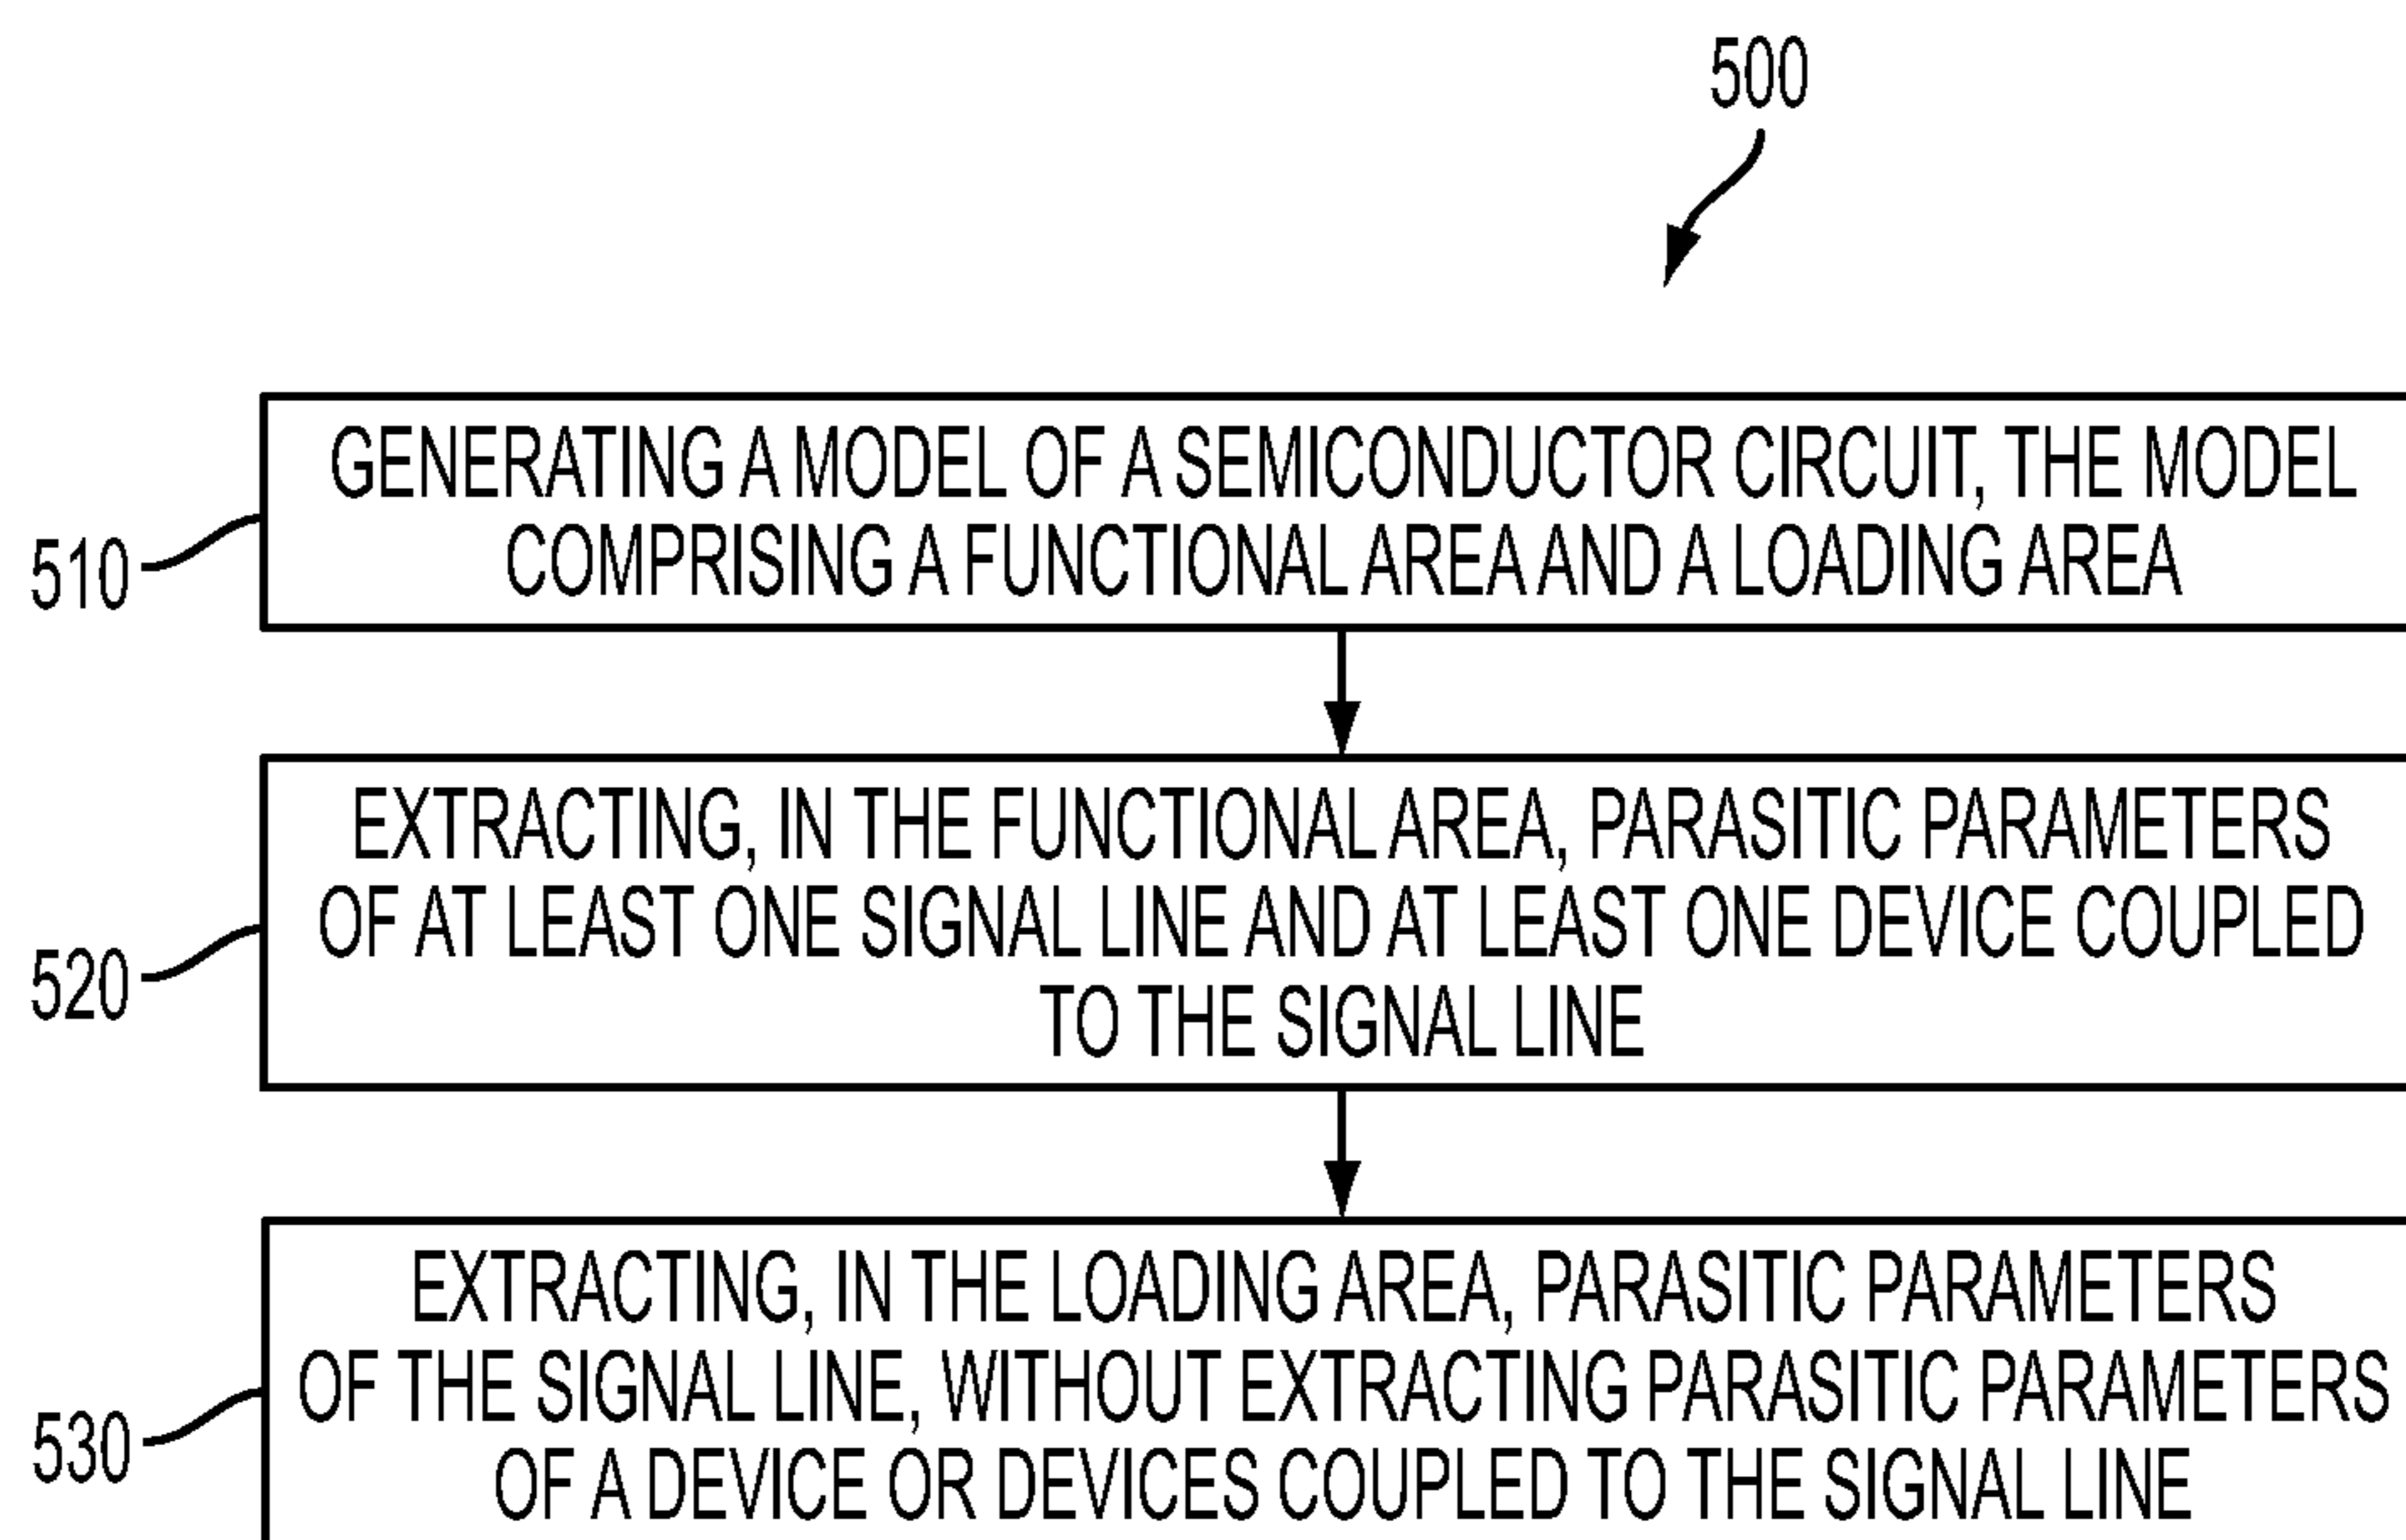 500
510
GENERATING A MODEL OF A SEMICONDUCTOR CIRCUIT, THE MODEL
COMPRISING A FUNCTIONAL AREA AND A LOADING AREA
520
EXTRACTING, IN THE FUNCTIONAL AREA, PARASITIC PARAMETERS
OF AT LEAST ONE SIGNAL LINE AND AT LEAST ONE DEVICE COUPLED
TO THE SIGNAL LINE
530
EXTRACTING, IN THE LOADING AREA, PARASITIC PARAMETERS
OF THE SIGNAL LINE, WITHOUT EXTRACTING PARASITIC PARAMETERS
OF A DEVICE OR DEVICES COUPLED TO THE SIGNAL LINE